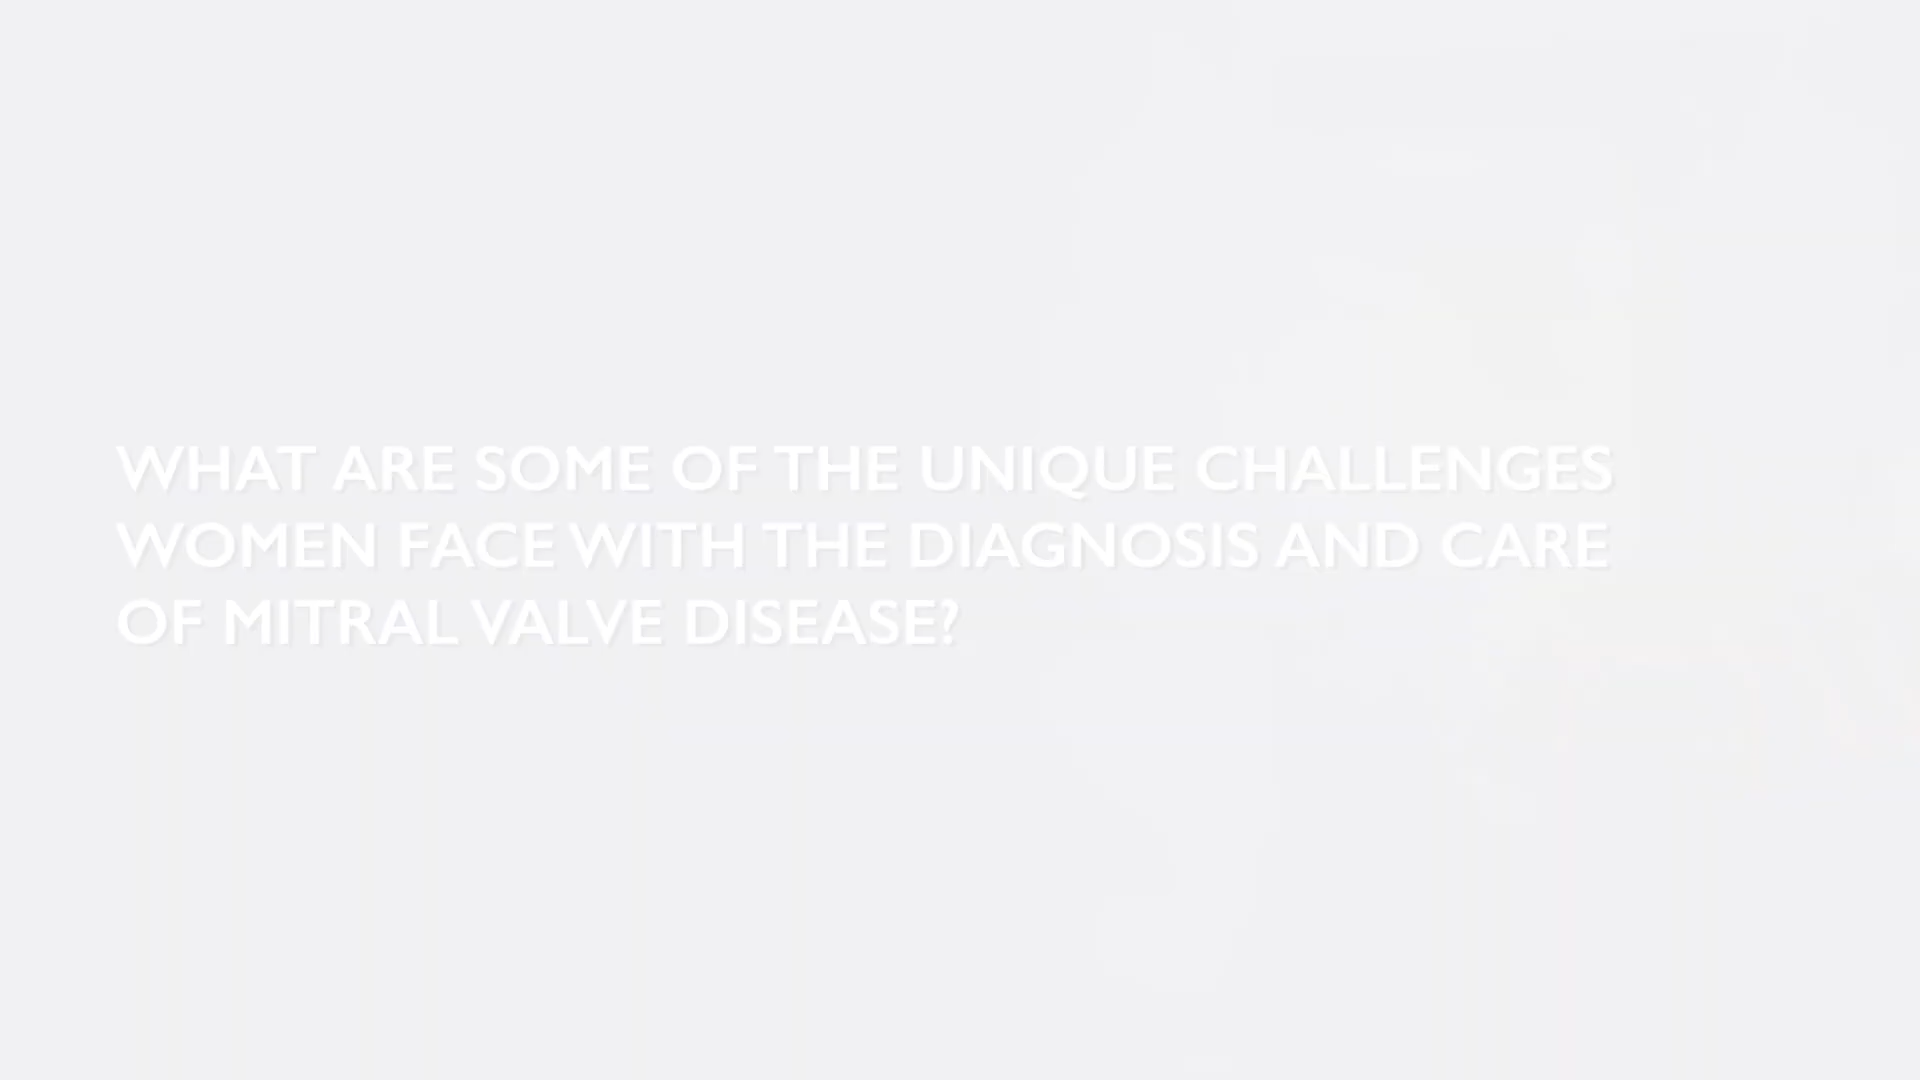 WHAT ARE SOME OF THE UNIQUE CHALLENGES
WOMEN FACE WITH THE DIAGNOSIS AND CARE
OF MITRAL VALVE DISEASE?